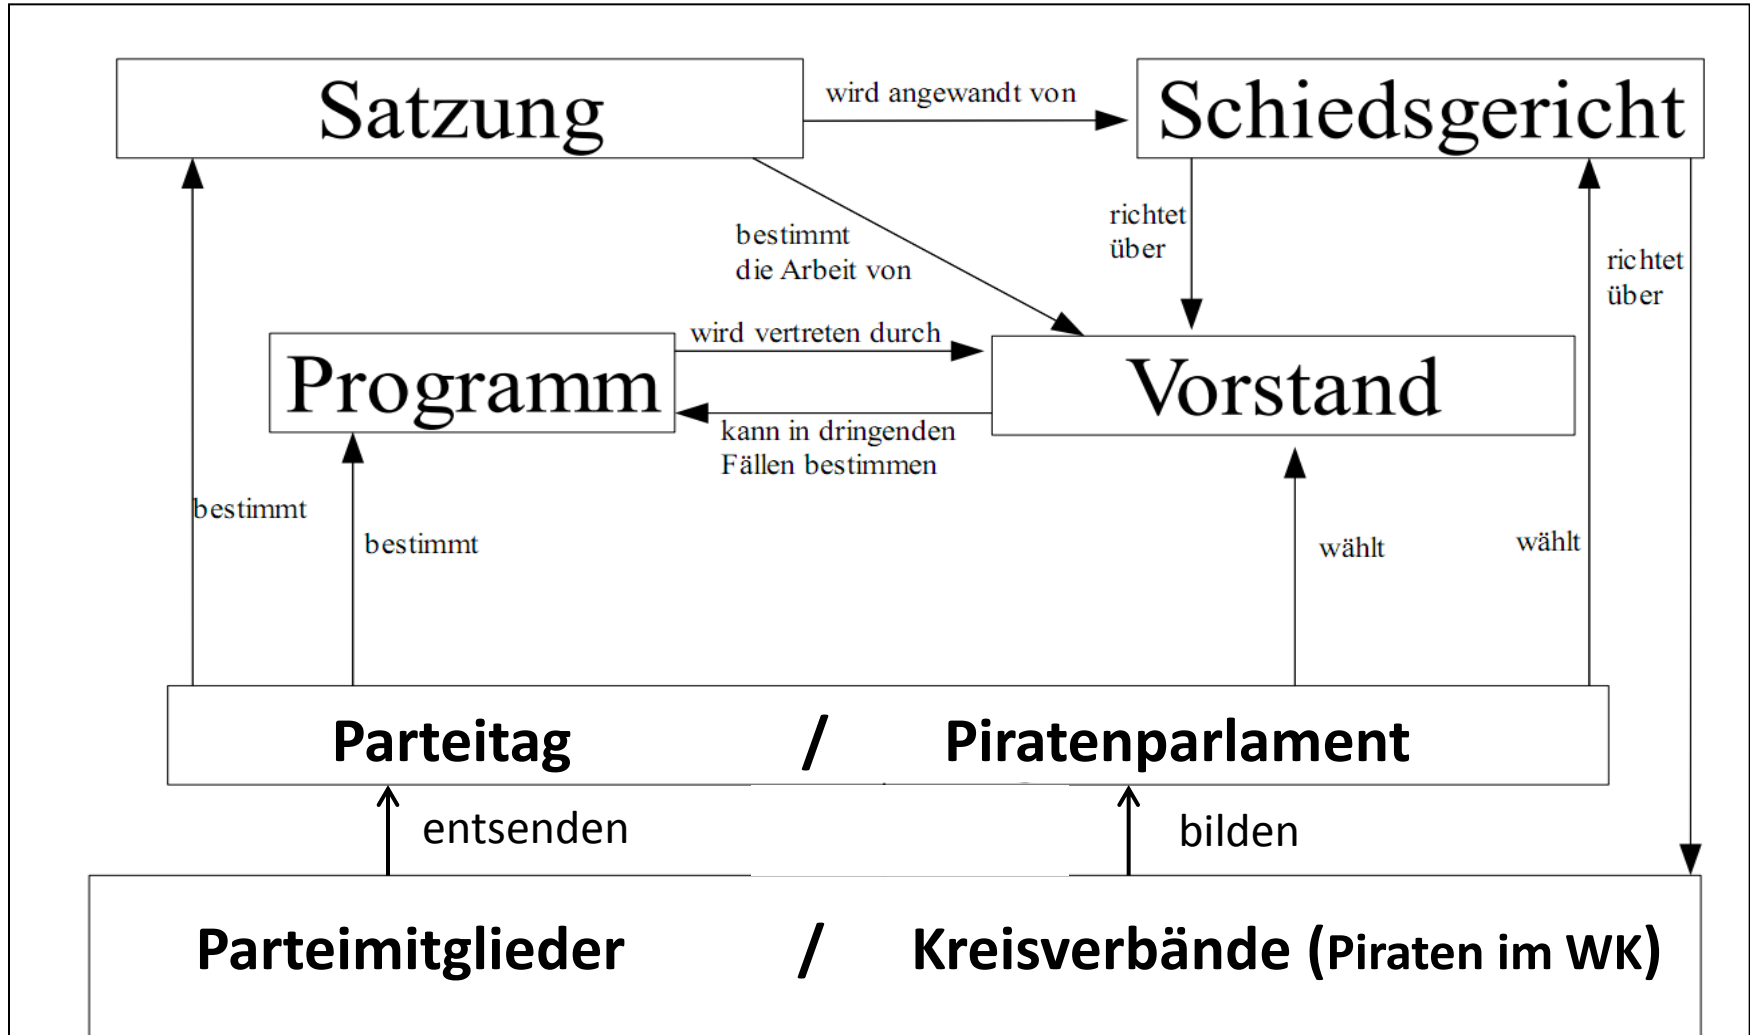 Satzung
wird angewandt von
Schiedsgericht
richtet
über
bestimmt
die Arbeit von
richtet
über
Programm
wird vertreten durch
Vorstand
kann in dringenden
Fällen bestimmen
bestimmt
bestimmt
wählt
wählt
Parteitag / Piratenparlament
entsenden
bilden
Parteimitglieder / Kreisverbände (Piraten im WK)